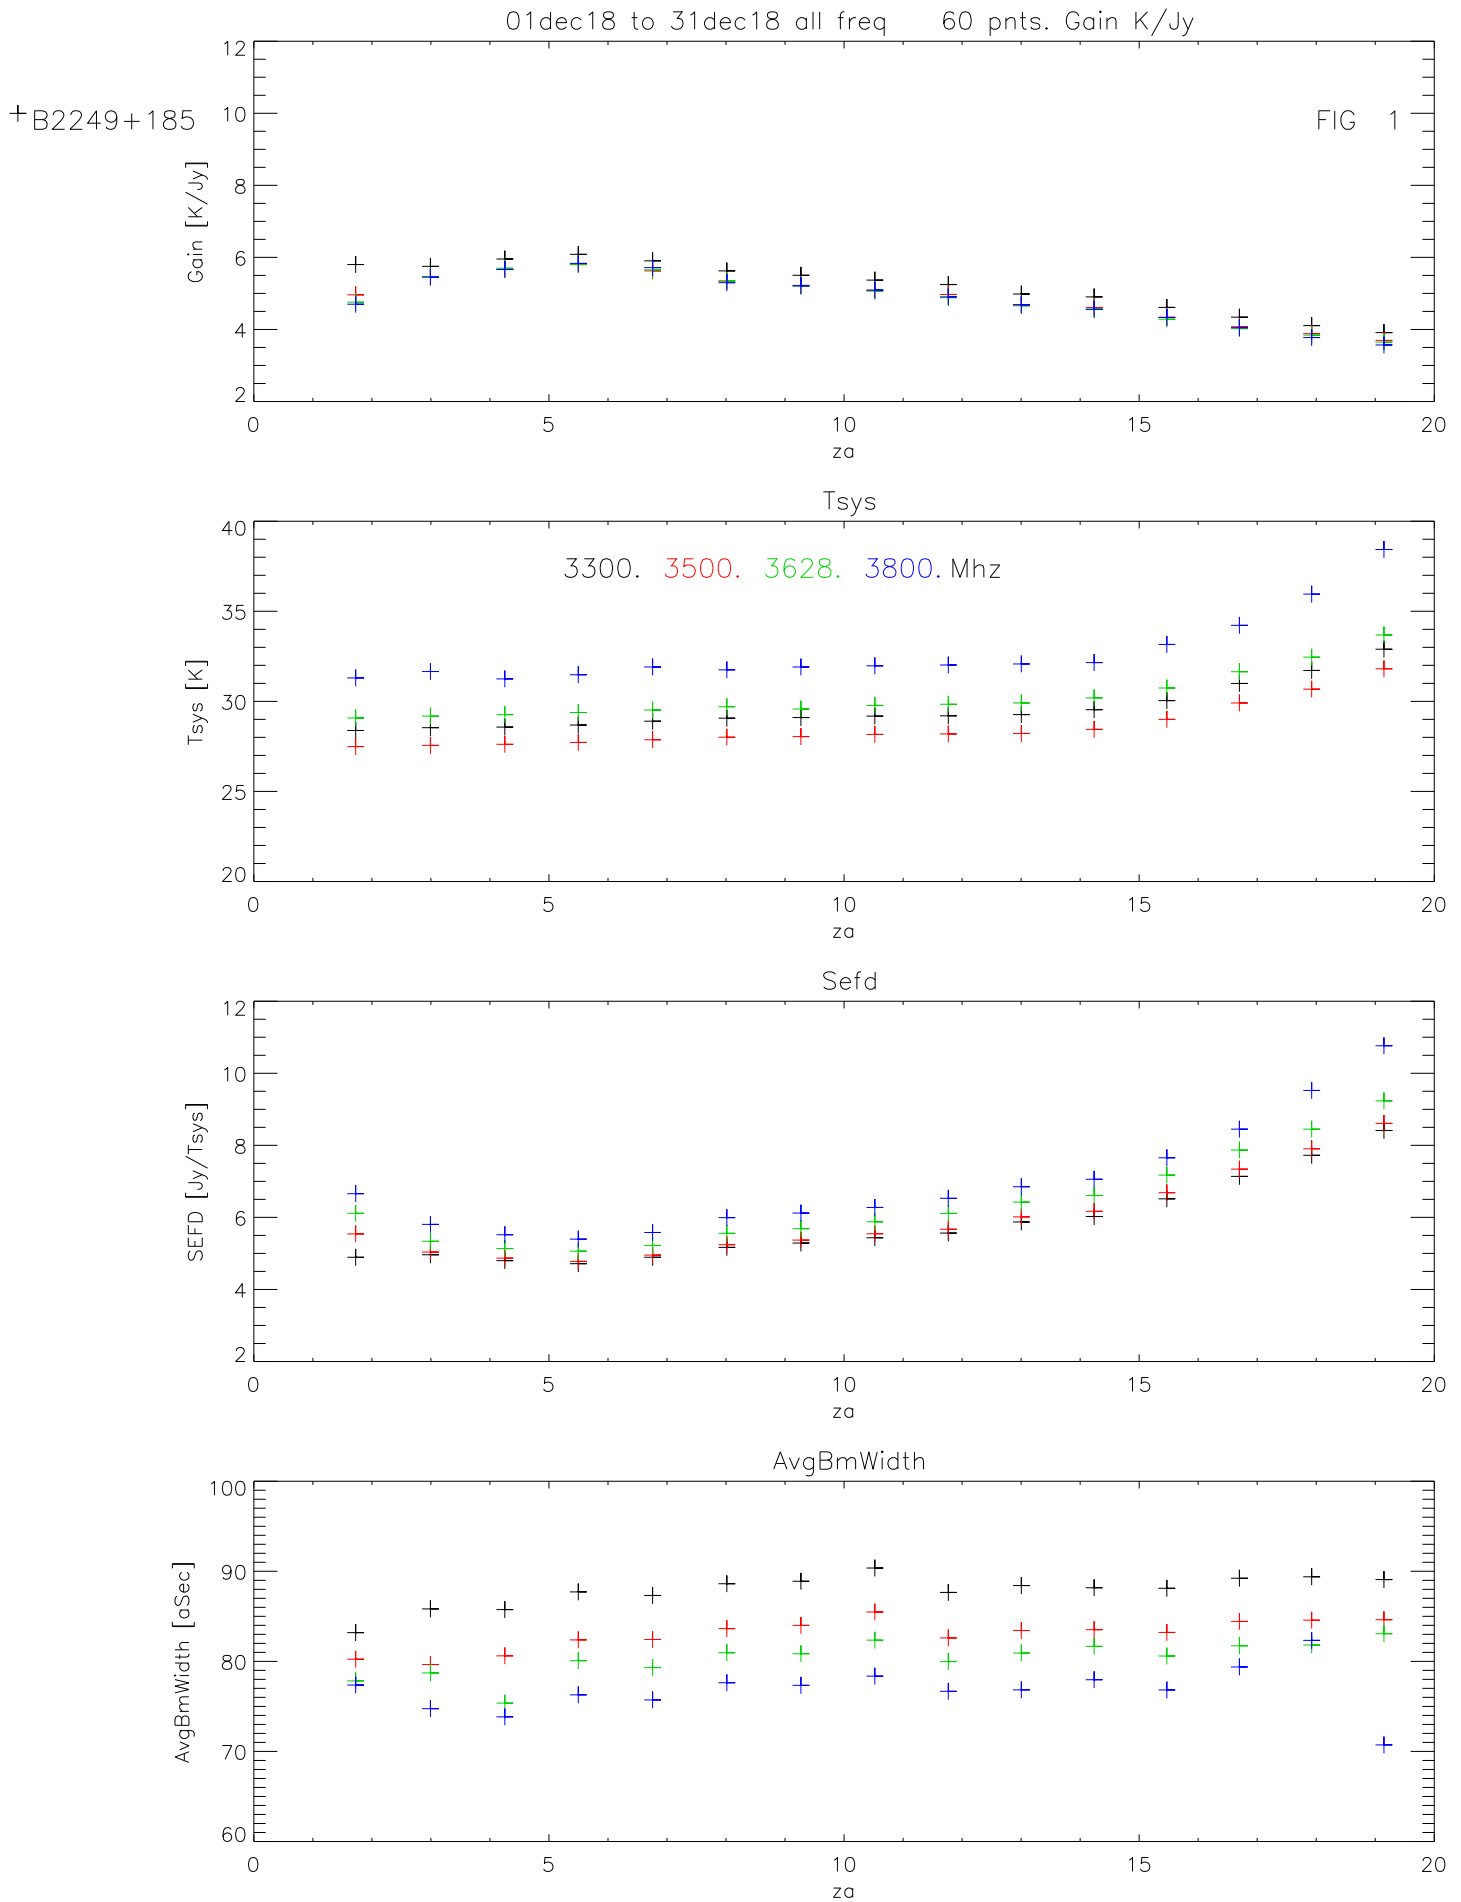 01dec18 to 31dec18 all freq 60 pnts. Gain K/Jy
+B2249+185
FIG 1
Gain [K/Jy]
12
10
8
6
4
2
0 5 10 15 20
za
Tsys
3300. 3500. 3628. 3800. Mhz
Tsys [K]
40
35
30
25
20
0 5 10 15 20
za
Sefd
SEFD [Jy/Tsys]
12
10
8
6
4
2
0 5 10 15 20
za
AvgBmWidth
AvgBmWidth [aSec]
100
90
80
70
60
0 5 10 15 20
za